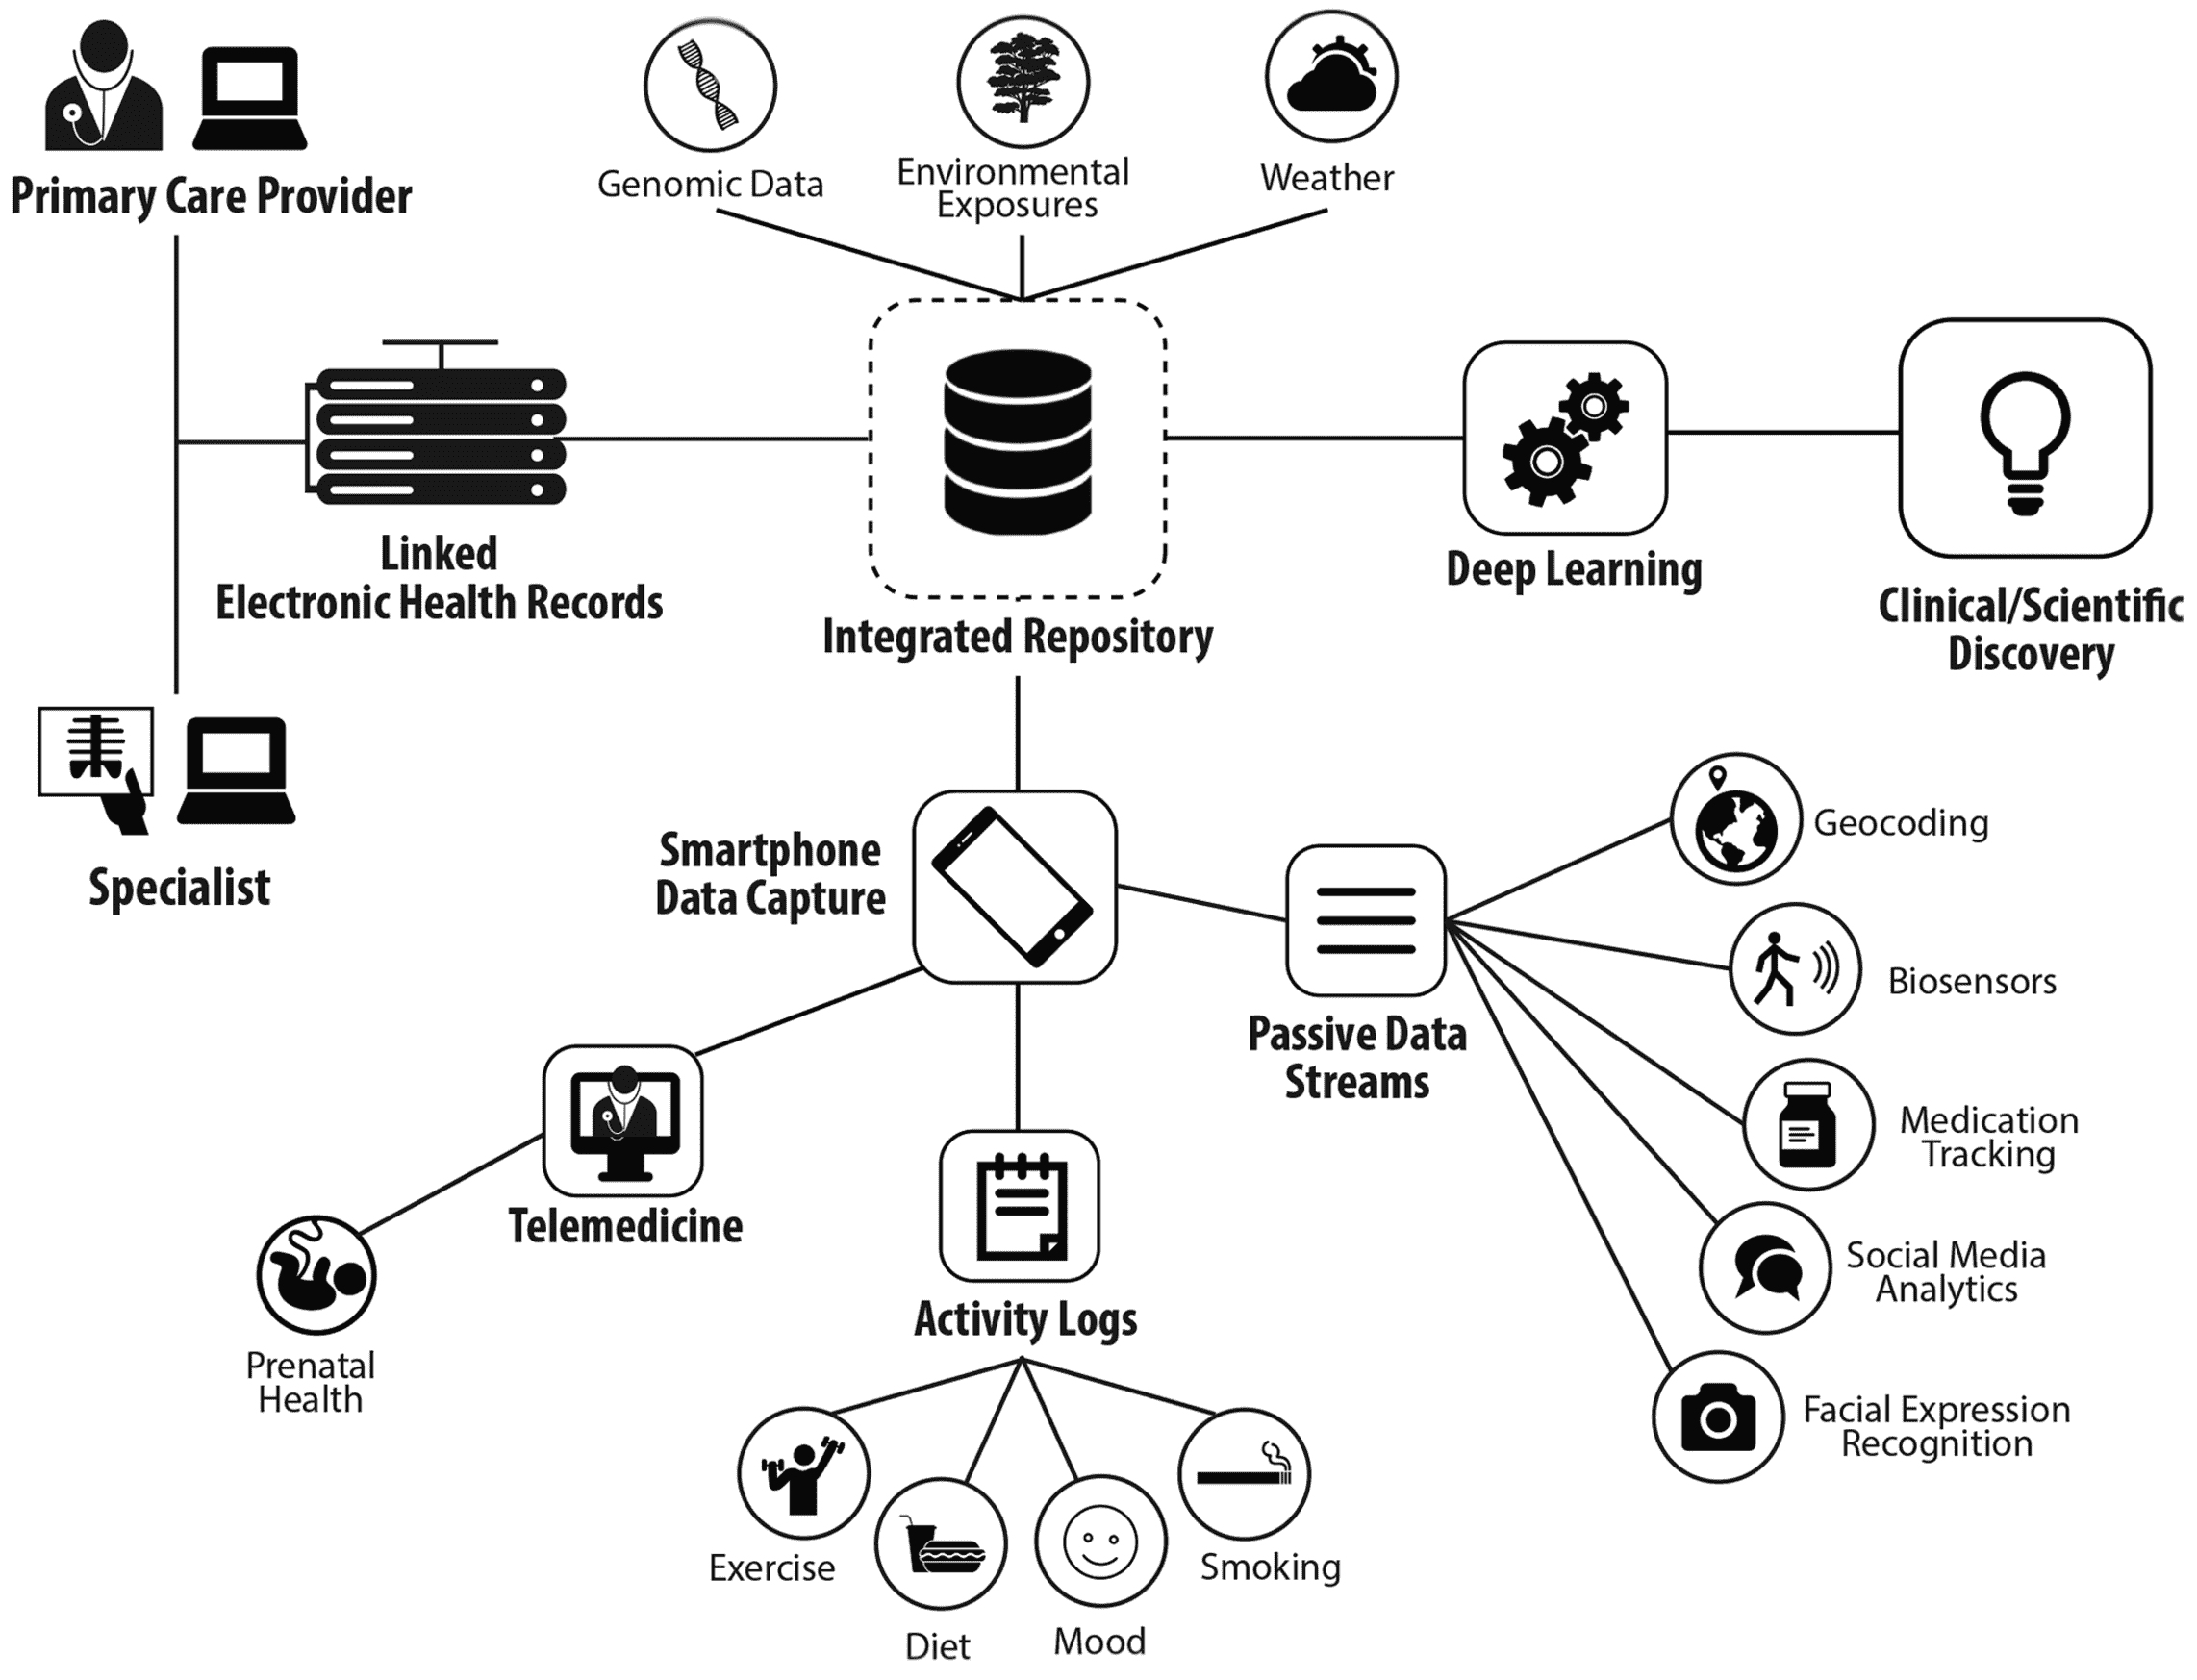 Primary Care Provider
Genomic Data
Environmental
Exposures
Weather
Linked
Electronic Health Records
Integrated Repository
Deep Learning
Clinical/Scientific
Discovery
Specialist
Smartphone
Data Capture
Passive Data
Streams
Geocoding
Biosensors
Medication
Tracking
Social Media
Analytics
Facial Expression
Recognition
Telemedicine
Prenatal
Health
Activity Logs
Exercise
Diet
Mood
Smoking